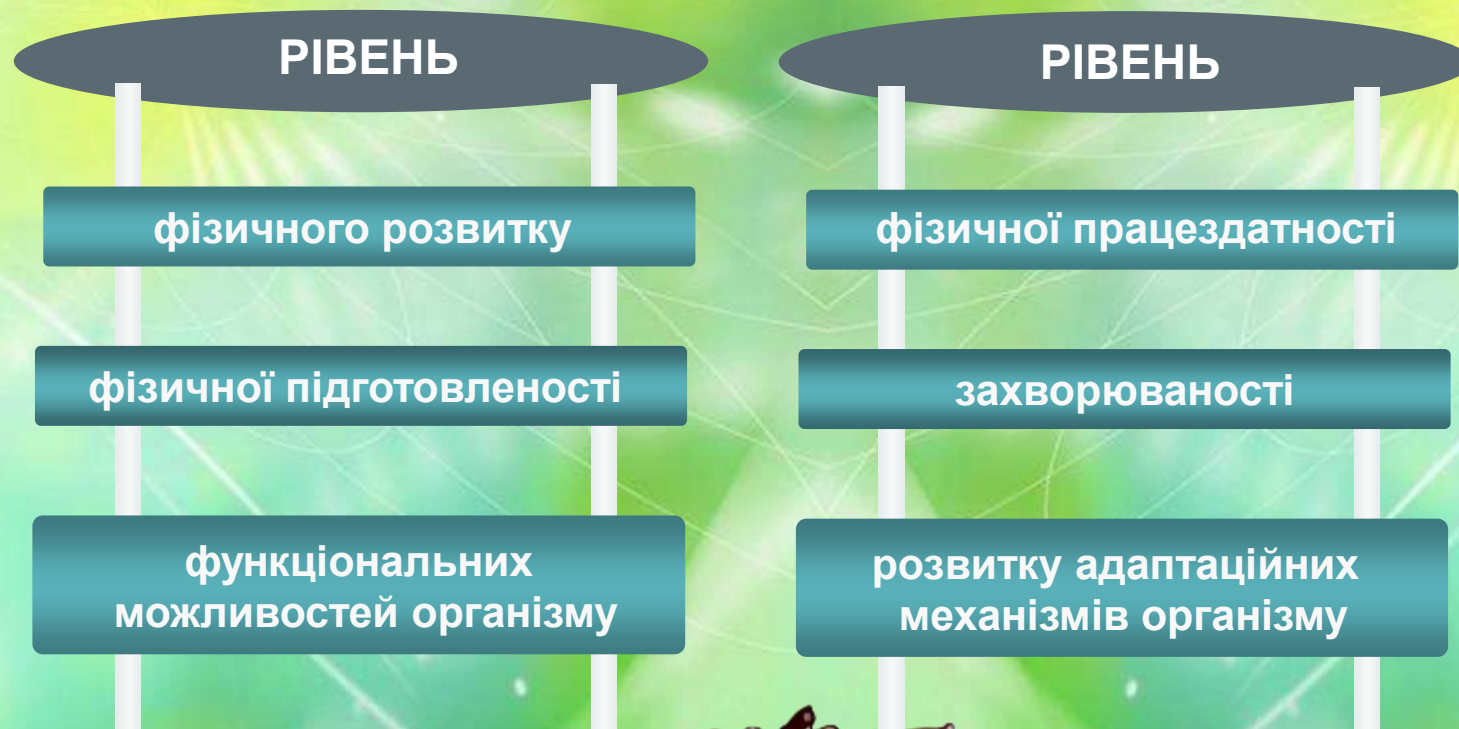 РІВЕНЬ
фізичного розвитку
фізичної підготовленості
функціональних
можливостей організму
РІВЕНЬ
фізичної працездатності
захворюваності
розвитку адаптаційних
механізмів організму